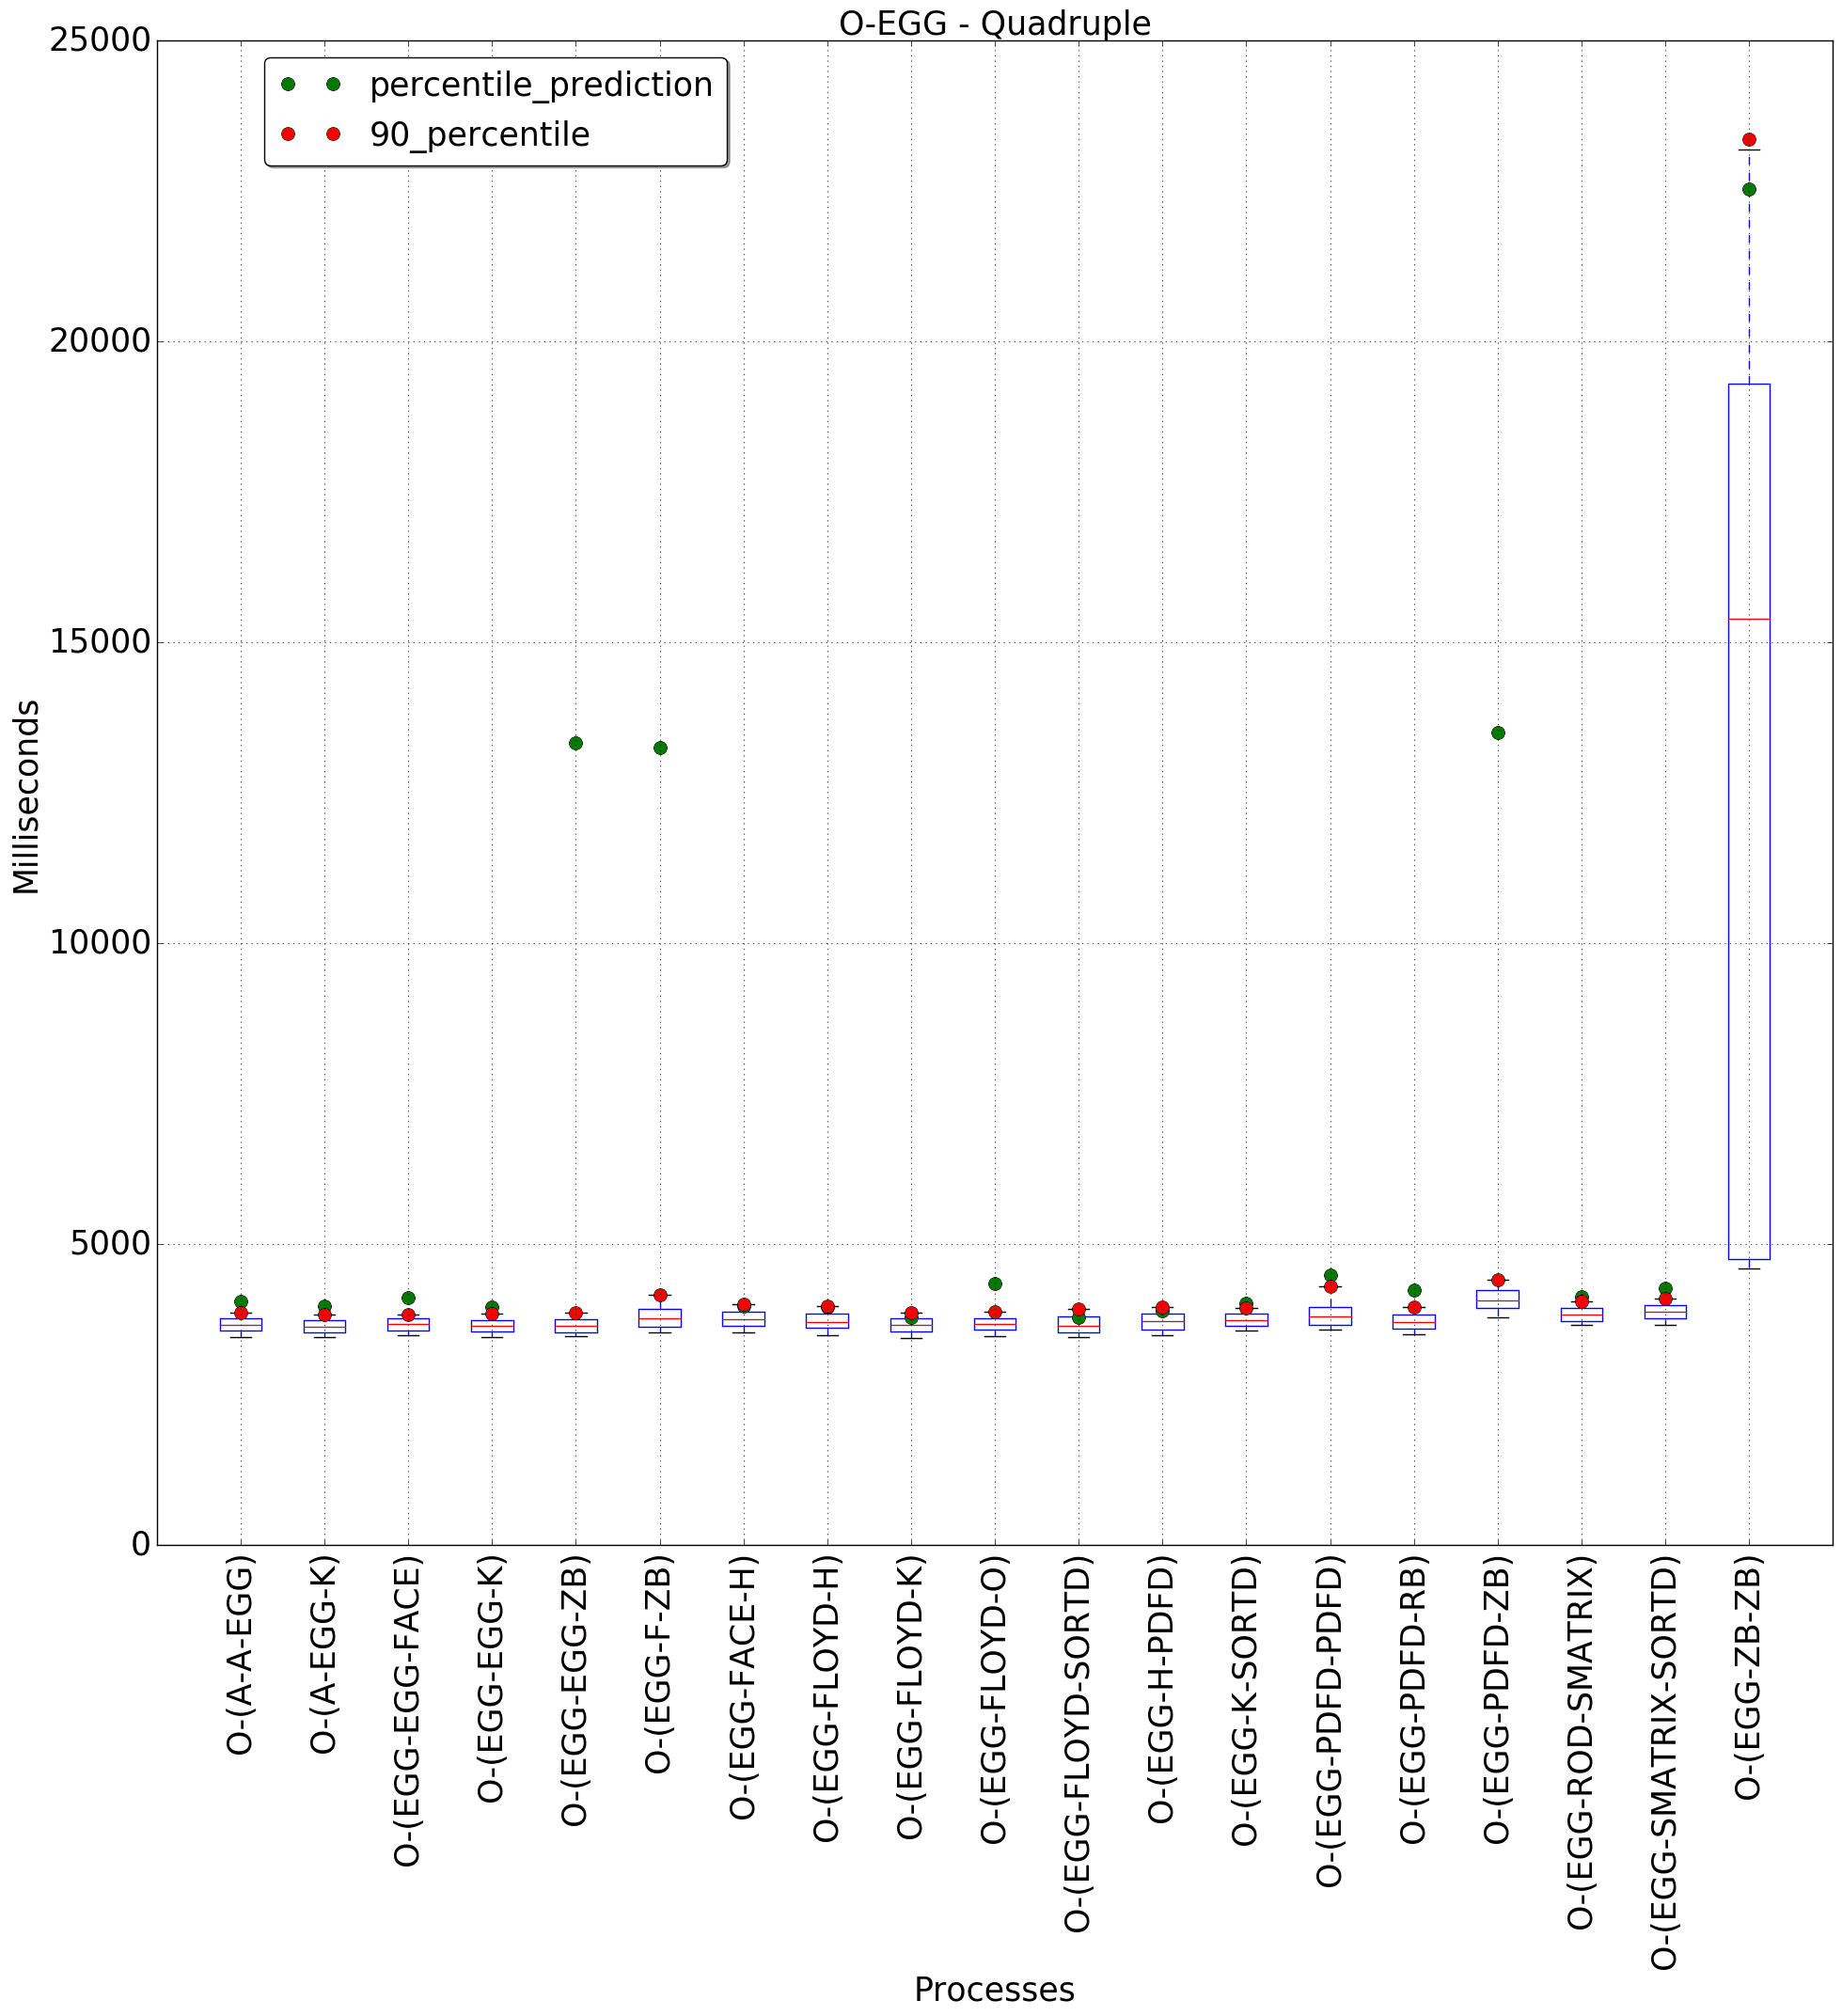 O-EGG - Quadruple
percentile_prediction
90_percentile
25000
20000
15000
10000
5000
0
Milliseconds
O-(A-A-EGG)
O-(A-EGG-K)
O-(EGG-EGG-FACE)
O-(EGG-EGG-K)
O-(EGG-EGG-ZB)
O-(EGG-F-ZB)
O-(EGG-FACE-H)
O-(EGG-FLOYD-H)
O-(EGG-FLOYD-K)
O-(EGG-FLOYD-O)
O-(EGG-FLOYD-SORTD)
O-(EGG-H-PDFD)
O-(EGG-K-SORTD)
O-(EGG-PDFD-PDFD)
O-(EGG-PDFD-RB)
O-(EGG-PDFD-ZB)
O-(EGG-ROD-SMATRIX)
O-(EGG-SMATRIX-SORTD)
O-(EGG-ZB-ZB)
Processes